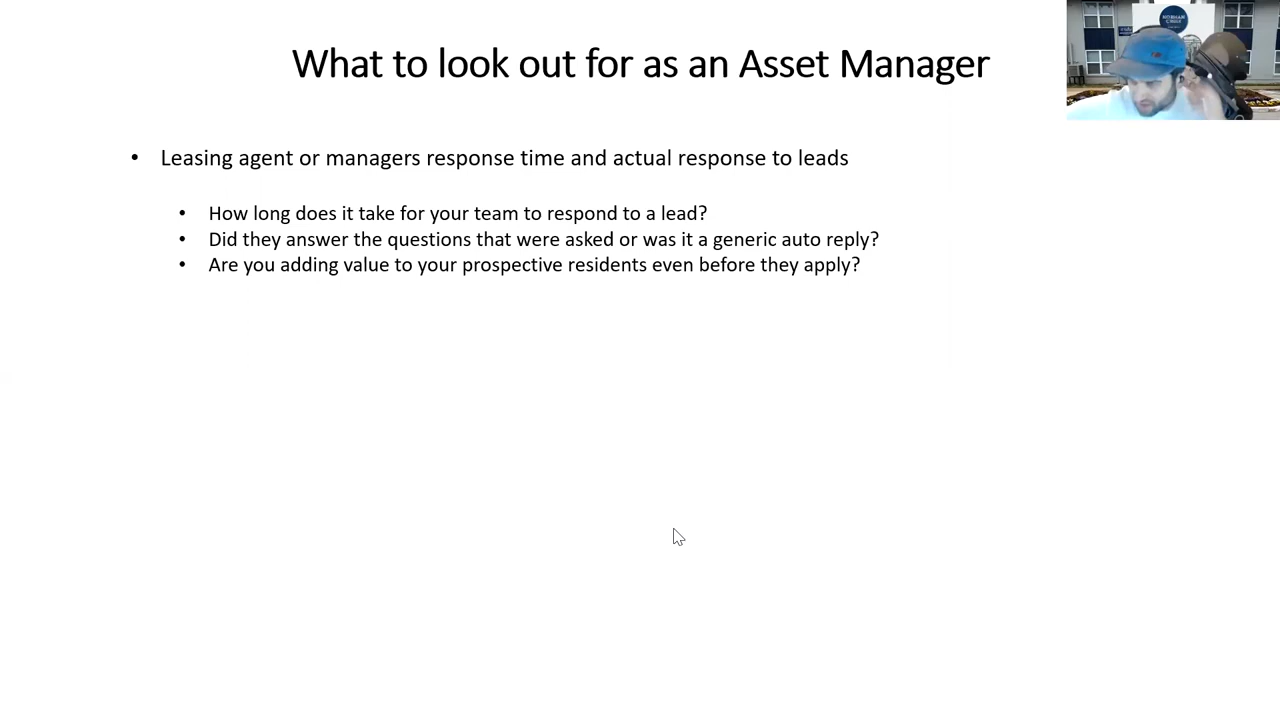 What to look out for as an Asset Manager
• Leasing agent or managers response time and actual response to leads
• How long does it take for your team to respond to a lead?
• Did they answer the questions that were asked or was it a generic auto reply?
• Are you adding value to your prospective residents even before they apply?